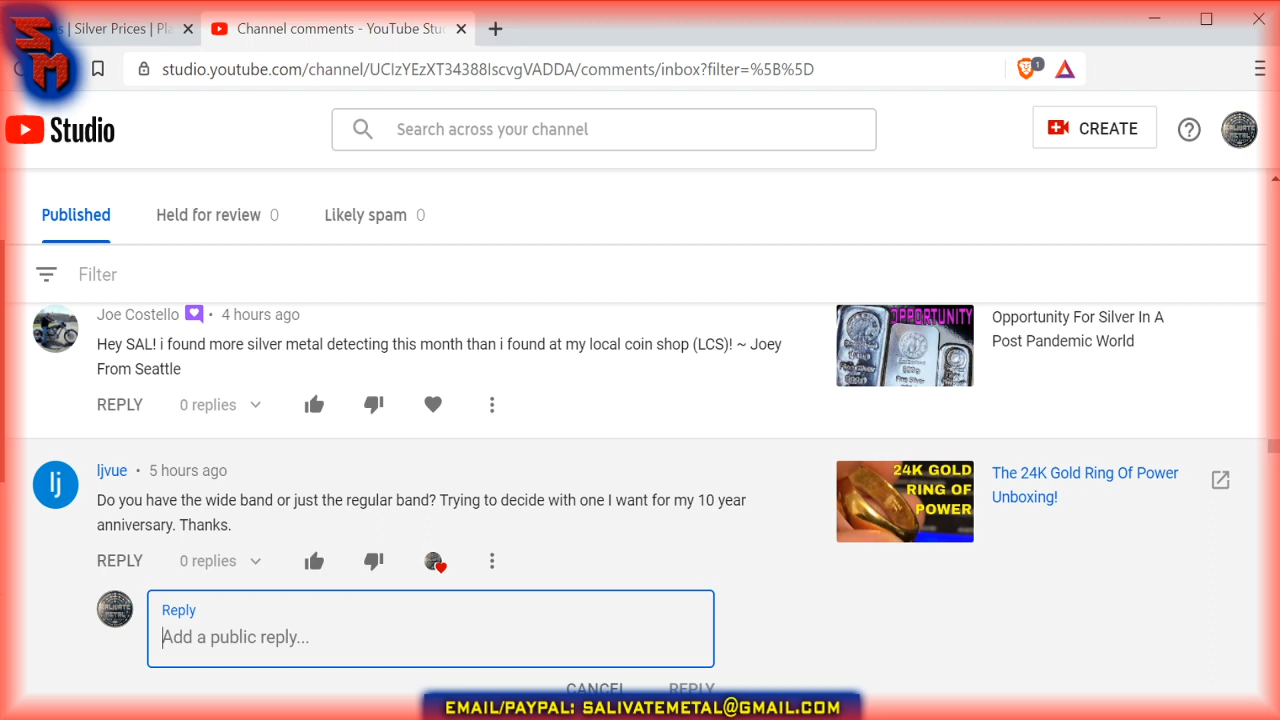 SM
s | Silver Prices | Pla
Channel comments - YouTube Stu
studio.youtube.com/channel/UCIzYEzXT34388IscvgVADDA/comments/inbox?filter=%5B%5D
1
Studio
Search across your channel
CREATE
Published
Held for review 0
Likely spam 0
Filter
Joe Costello • 4 hours ago
Hey SAL! i found more silver metal detecting this month than i found at my local coin shop (LCS)! ~ Joey
From Seattle
REPLY
0 replies
OPPORTUNITY
Opportunity For Silver In A
Post Pandemic World
lj
ljvue • 5 hours ago
Do you have the wide band or just the regular band? Trying to decide with one I want for my 10 year
anniversary. Thanks.
REPLY
0 replies
24K GOLD
RING OF
POWER
The 24K Gold Ring Of Power
Unboxing!
Reply
Add a public reply...
CANCEL
REPLY
EMAIL/PAYPAL: SALIVATEMETAL@GMAIL.COM